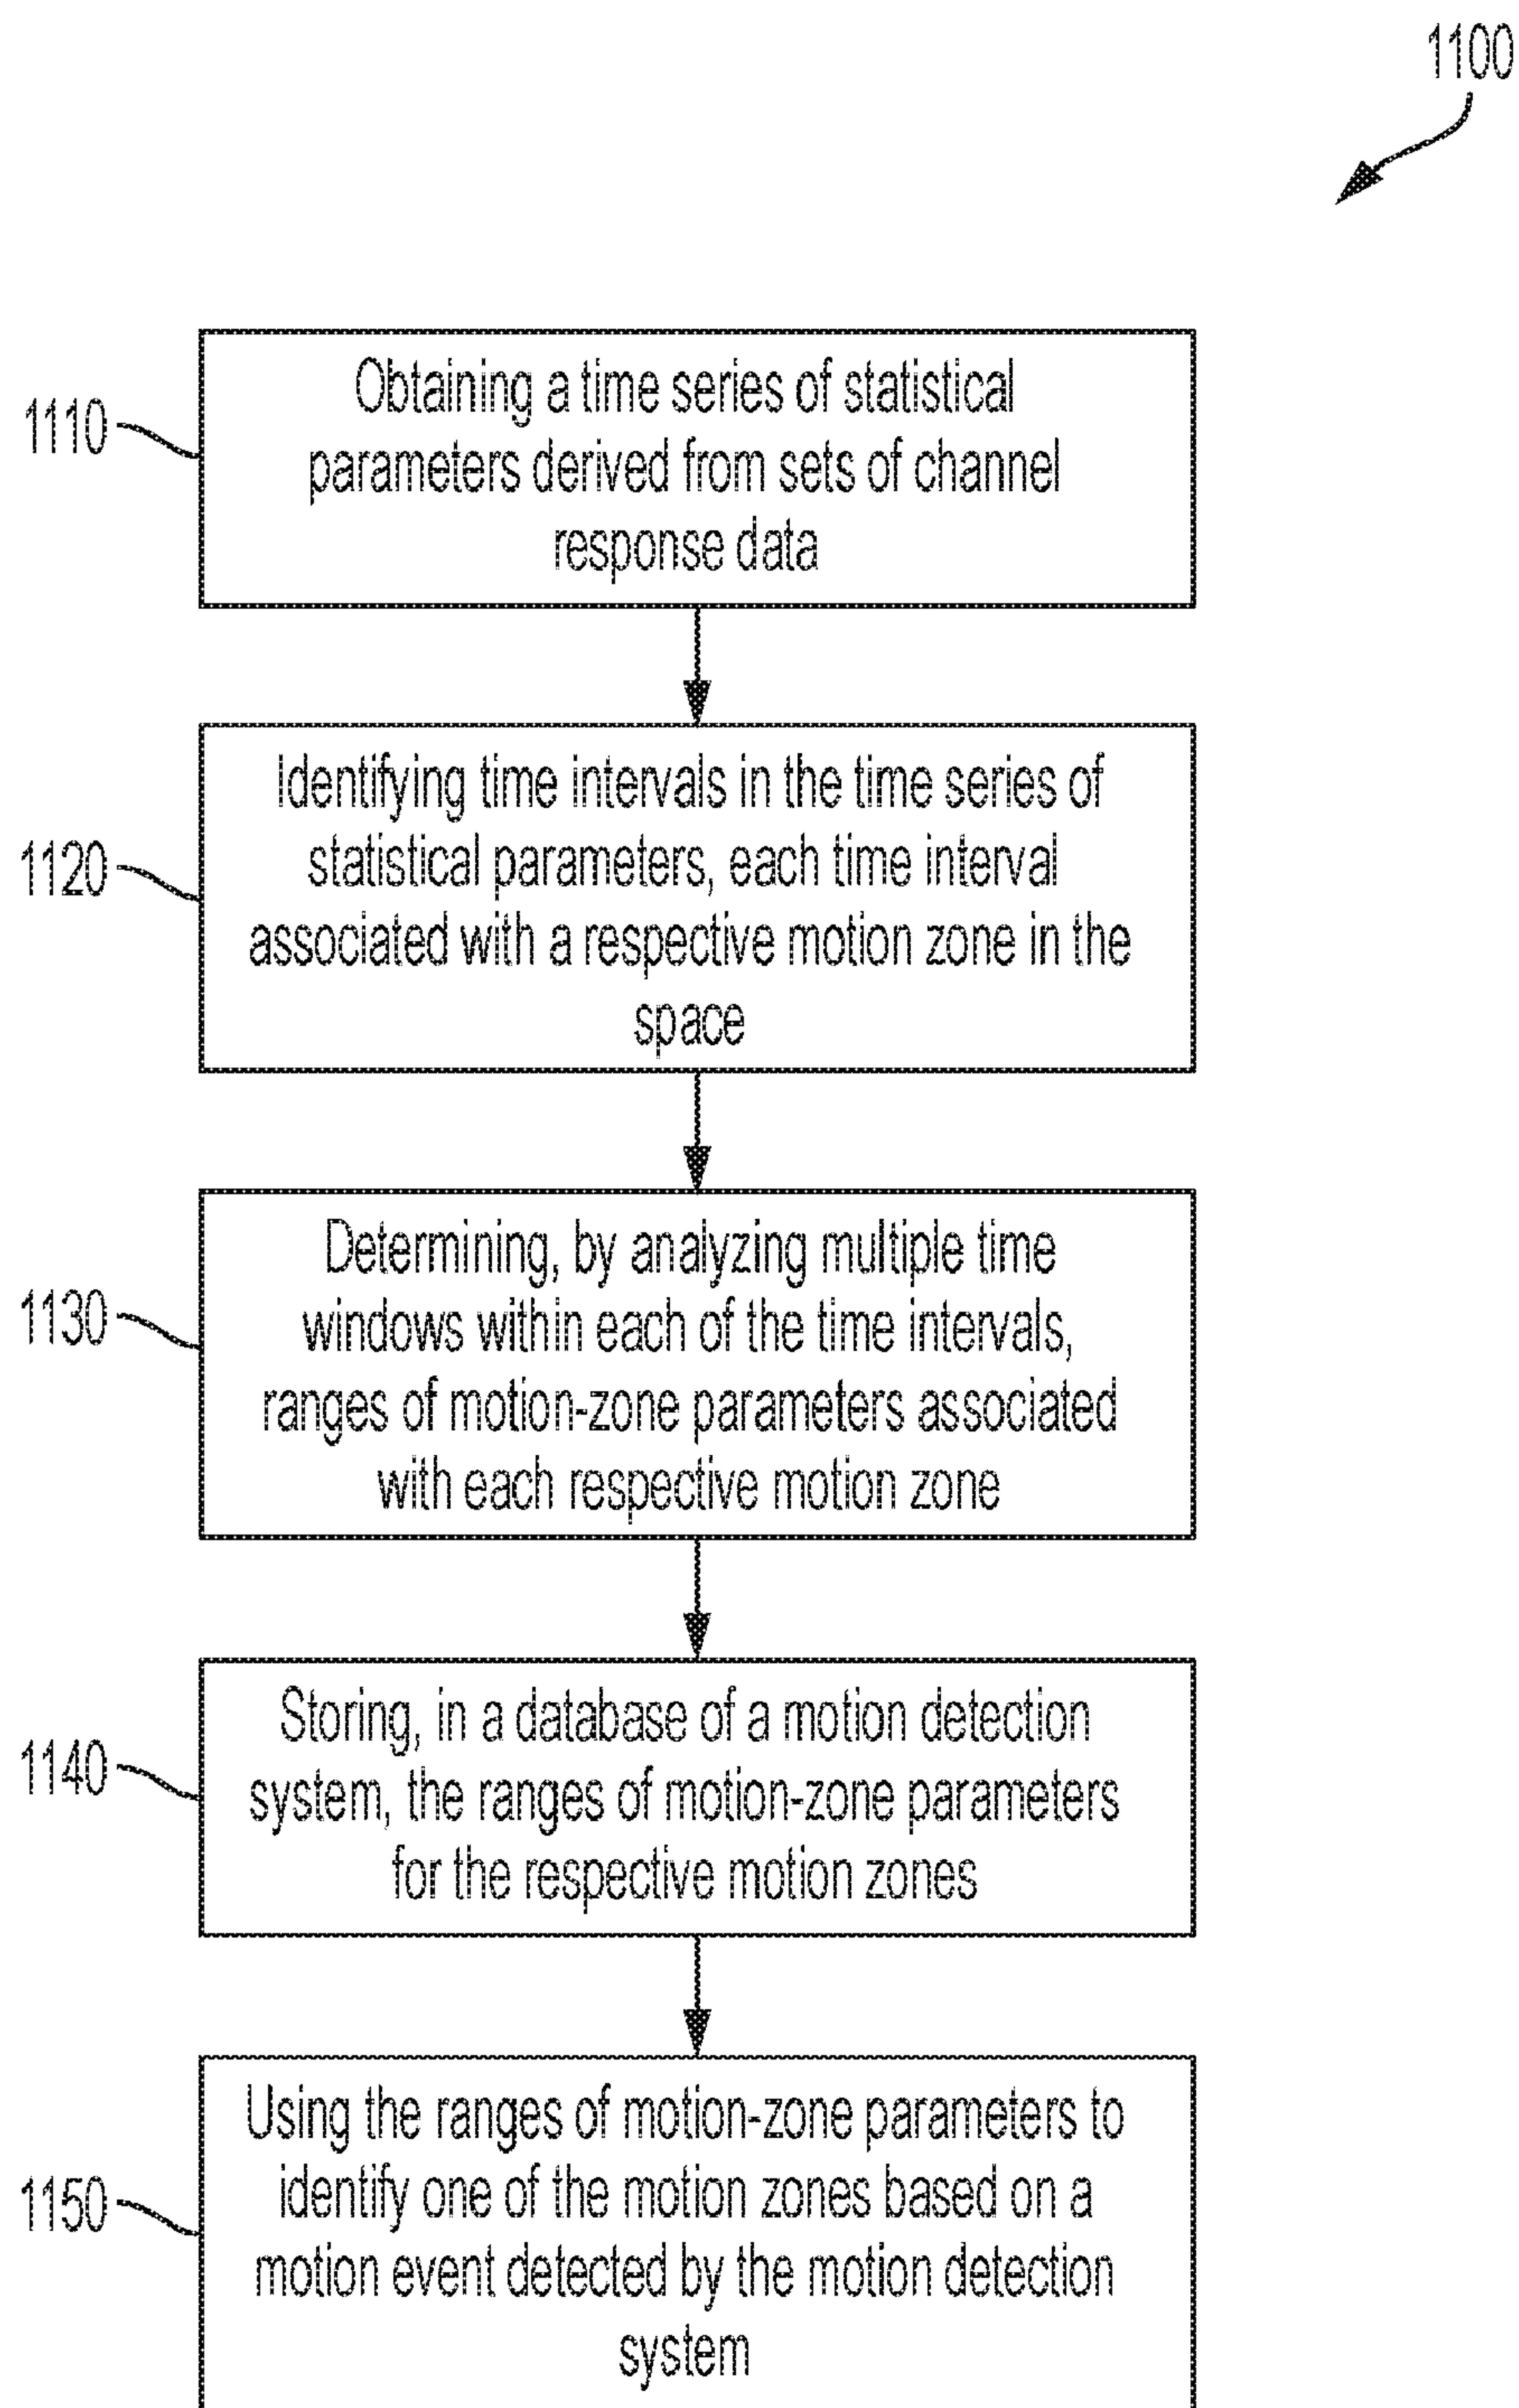 1100
1110
Obtaining a time series of statistical
parameters derived from sets of channel
response data
1120
Identifying time intervals in the time series of
statistical parameters, each time interval
associated with a respective motion zone in the
space
1130
Determining, by analyzing multiple time
windows within each of the time intervals,
ranges of motion-zone parameters associated
with each respective motion zone
1140
Storing, in a database of a motion detection
system, the ranges of motion-zone parameters
for the respective motion zones
1150
Using the ranges of motion-zone parameters to
identify one of the motion zones based on a
motion event detected by the motion detection
system